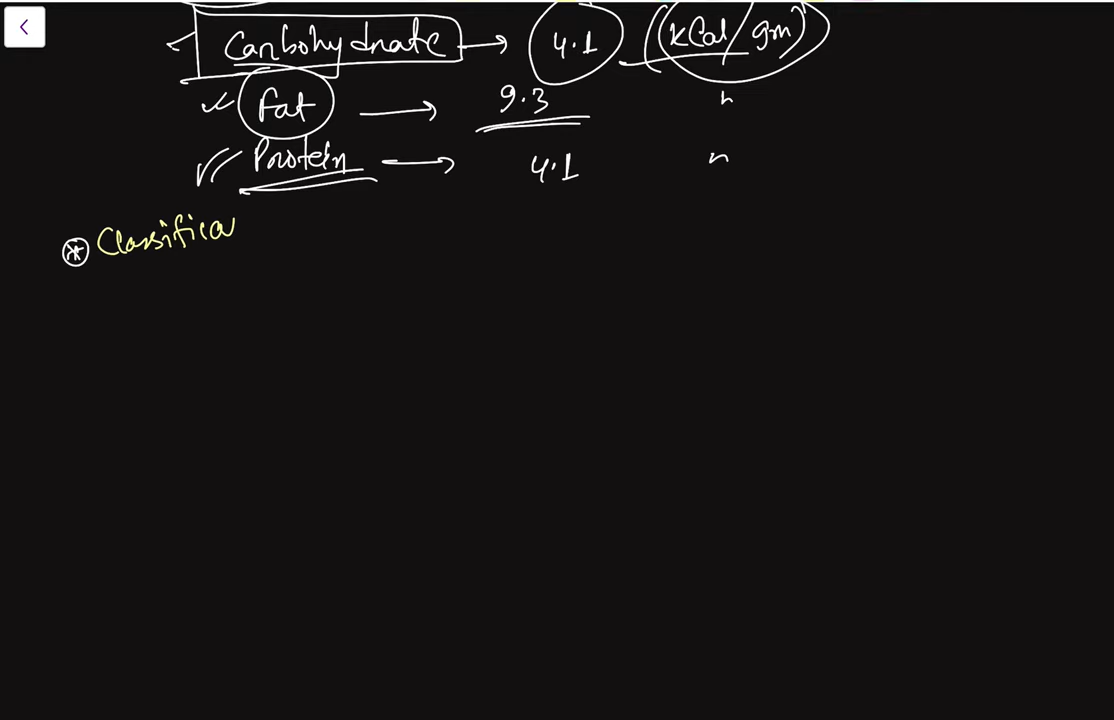 Carbohydrate → 4.1 (kCal/gm)
Fat → 9.3 "
Protein → 4.1 "
* Classifica